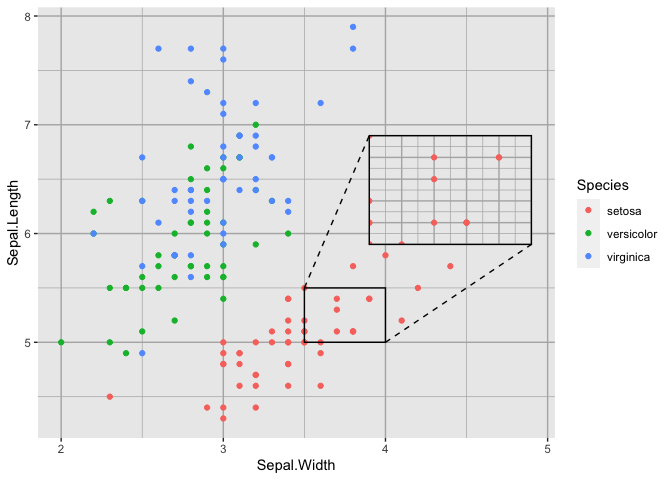 8
7
6
5
Sepal.Length
2
3
4
5
Sepal.Width
Species
setosa
versicolor
virginica